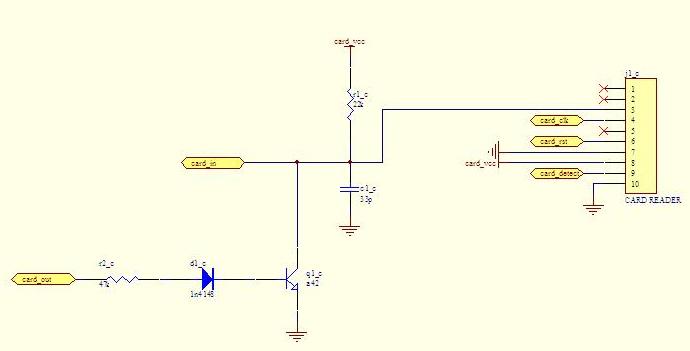 card_vcc
j1_c
r1_c
22k
1
2
3
card_clk
4
5
card_rst
6
7
card_in
card_vcc
8
card_detect
9
c1_c
33p
10
CARD READER
r2_c
d1_c
q1_c
card_out
47k
1n4148
a42